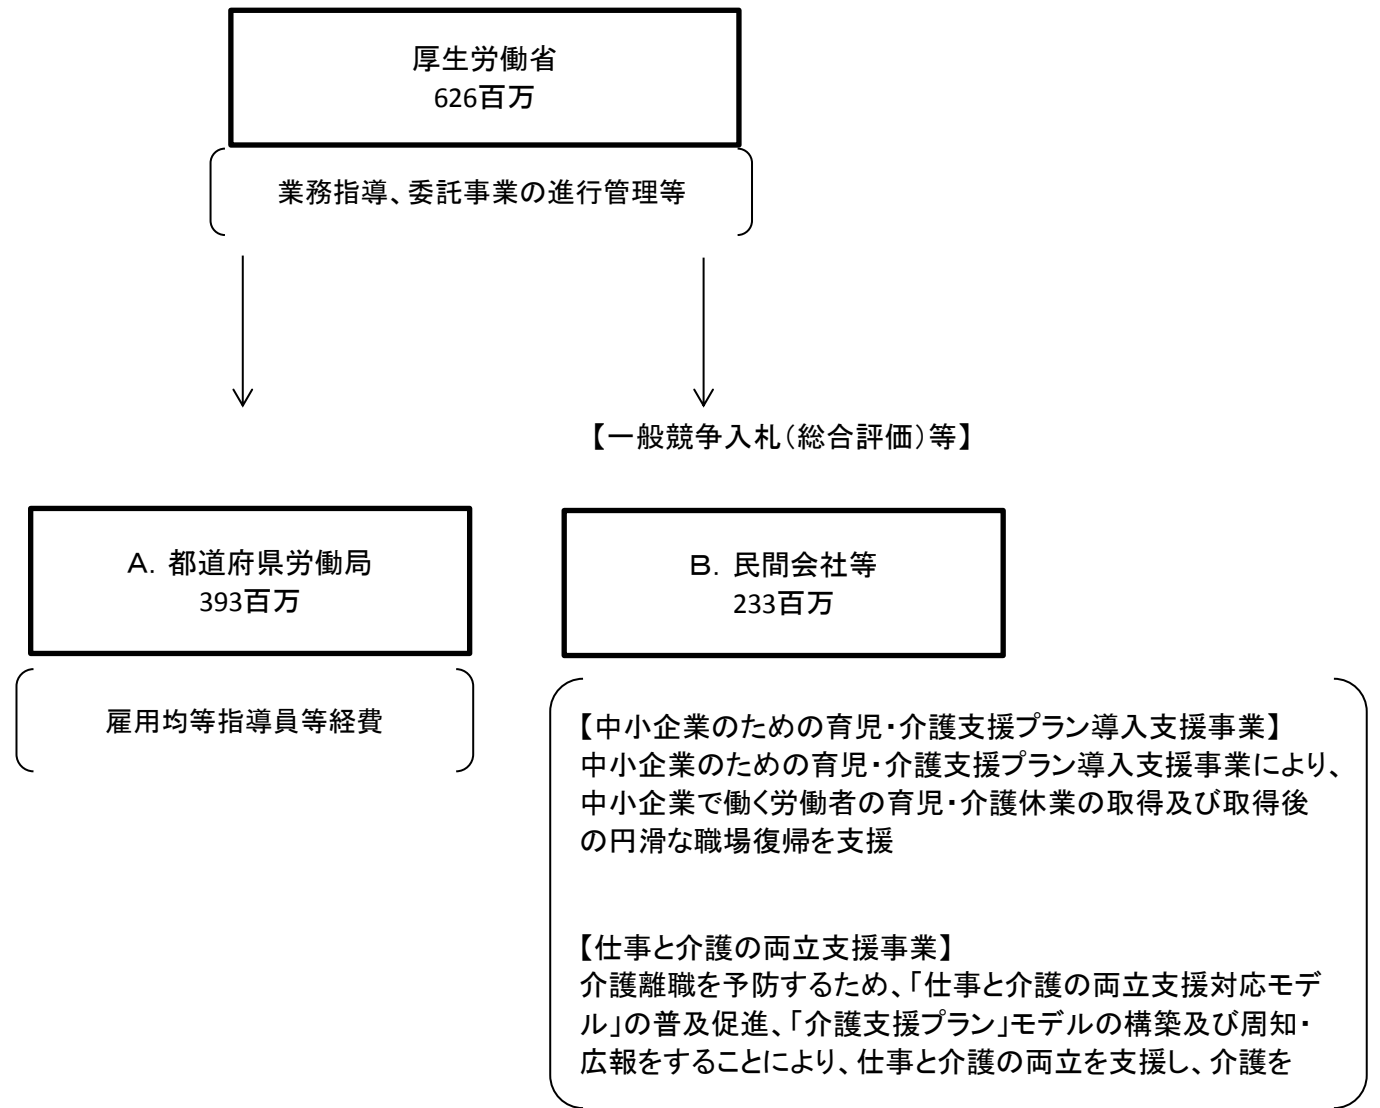 厚生労働省
626百万
業務指導、委託事業の進行管理等
【一般競争入札（総合評価）等】
A．都道府県労働局
393百万
B．民間会社等
233百万
雇用均等指導員等経費
【中小企業のための育児・介護支援プラン導入支援事業】
中小企業のための育児・介護支援プラン導入支援事業により、
中小企業で働く労働者の育児・介護休業の取得及び取得後
の円滑な職場復帰を支援
【仕事と介護の両立支援事業】
介護離職を予防するため、「仕事と介護の両立支援対応モデ
ル」の普及促進、「介護支援プラン」モデルの構築及び周知・
広報をすることにより、仕事と介護の両立を支援し、介護を